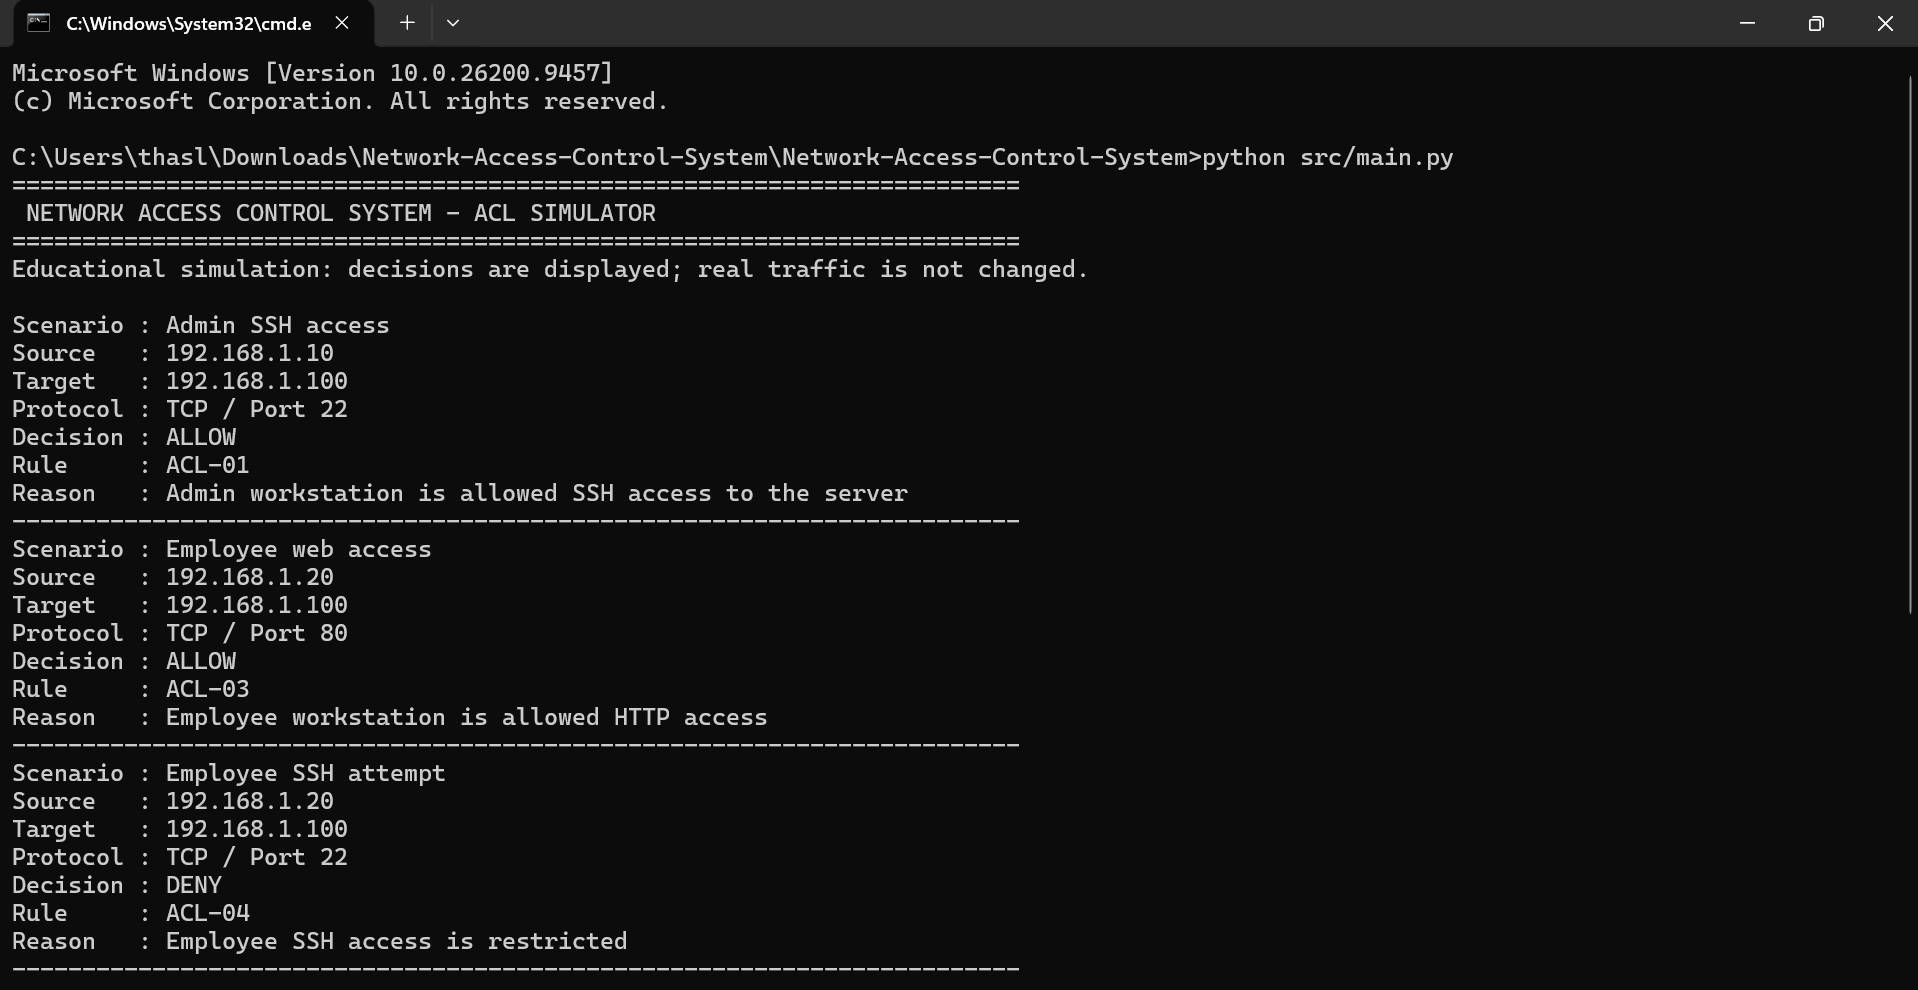 C:\Windows\System32\cmd.e
Microsoft Windows [Version 10.0.26200.9457]
(c) Microsoft Corporation. All rights reserved.
C:\Users\thasl\Downloads\Network-Access-Control-System\Network-Access-Control-System>python src/main.py
========================================================================
NETWORK ACCESS CONTROL SYSTEM - ACL SIMULATOR
========================================================================
Educational simulation: decisions are displayed; real traffic is not changed.
Scenario : Admin SSH access
Source   : 192.168.1.10
Target   : 192.168.1.100
Protocol : TCP / Port 22
Decision : ALLOW
Rule     : ACL-01
Reason   : Admin workstation is allowed SSH access to the server
------------------------------------------------------------------------
Scenario : Employee web access
Source   : 192.168.1.20
Target   : 192.168.1.100
Protocol : TCP / Port 80
Decision : ALLOW
Rule     : ACL-03
Reason   : Employee workstation is allowed HTTP access
------------------------------------------------------------------------
Scenario : Employee SSH attempt
Source   : 192.168.1.20
Target   : 192.168.1.100
Protocol : TCP / Port 22
Decision : DENY
Rule     : ACL-04
Reason   : Employee SSH access is restricted
------------------------------------------------------------------------